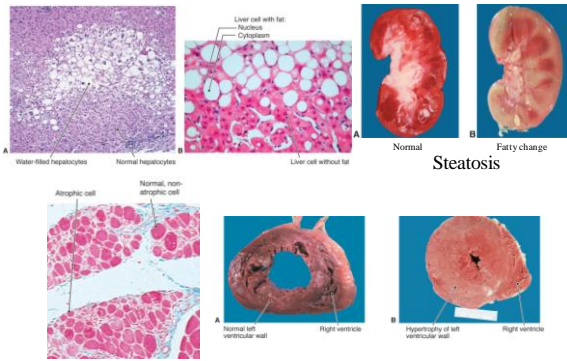 Liver cell with fat:
Nucleus
Cytoplasm
A
Water-filled hepatocytes
Normal hepatocytes
B
Liver cell without fat
A
Normal
B
Fatty change
Steatosis
Atrophic cell
Normal, non-
atrophic cell
A
Normal left
ventricular wall
Right ventricle
B
Hypertrophy of left
ventricular wall
Right ventricle